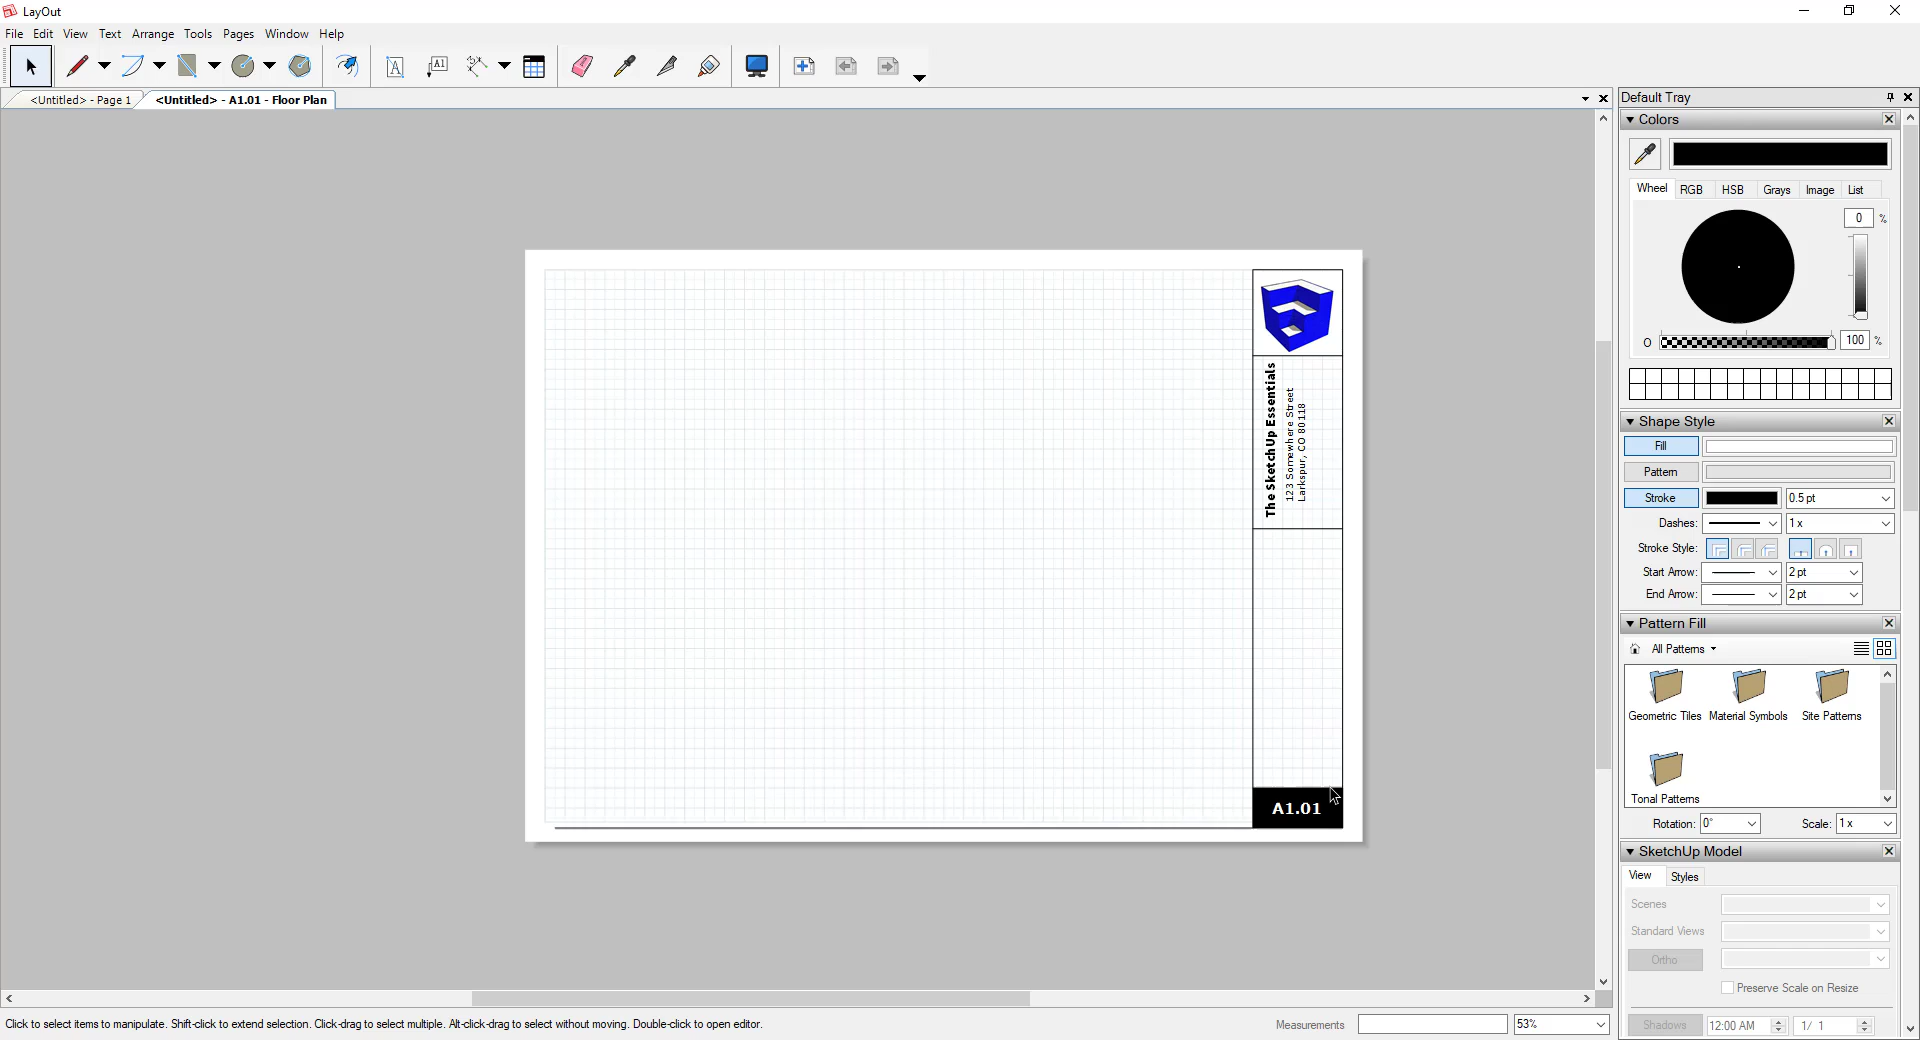 LayOut
File Edit View Text Arrange Tools Pages Window Help
A A1
<Untitled> - Page 1 <Untitled> - A1.01 - Floor Plan
Default Tray
Colors
Wheel RGB HSB Grays Image List
0 %
O 100 %
Shape Style
Fill
Pattern
Stroke 0.5 pt
Dashes: 1 x
Stroke Style:
Start Arrow: 2 pt
End Arrow: 2 pt
Pattern Fill
All Patterns
Geometric Tiles Material Symbols Site Patterns
Tonal Patterns
Rotation: 0° Scale: 1 x
SketchUp Model
View Styles
Scenes
Standard Views
Ortho
Preserve Scale on Resize
Shadows 12:00 AM 1/ 1
The SketchUp Essentials
123 Somewhere Street
Larkspur, CO 80118
A1.01
Click to select items to manipulate. Shift-click to extend selection. Click-drag to select multiple. Alt-click-drag to select without moving. Double-click to open editor.
Measurements 53%